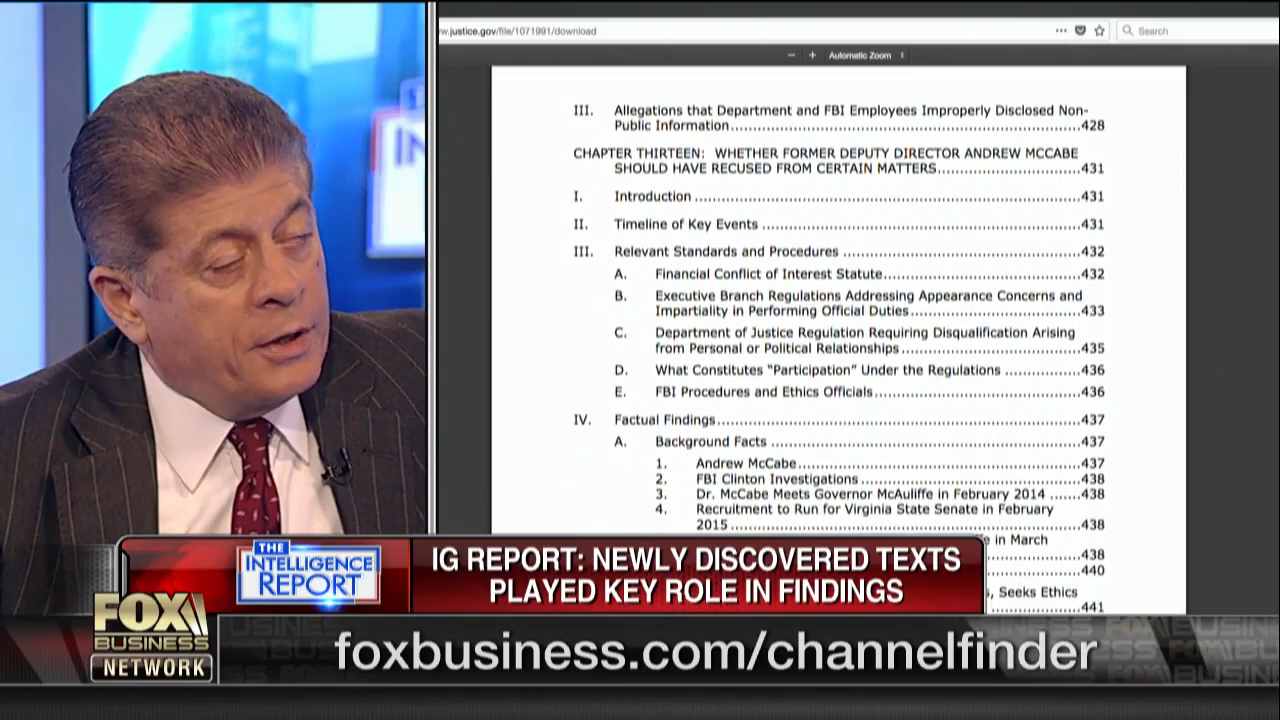 w.justice.gov/file/1071991/download
Search
Automatic Zoom
III. Allegations that Department and FBI Employees Improperly Disclosed Non-
Public Information 428
CHAPTER THIRTEEN: WHETHER FORMER DEPUTY DIRECTOR ANDREW MCCABE
SHOULD HAVE RECUSED FROM CERTAIN MATTERS 431
I. Introduction 431
II. Timeline of Key Events 431
III. Relevant Standards and Procedures 432
A. Financial Conflict of Interest Statute 432
B. Executive Branch Regulations Addressing Appearance Concerns and
Impartiality in Performing Official Duties 433
C. Department of Justice Regulation Requiring Disqualification Arising
from Personal or Political Relationships 435
D. What Constitutes "Participation" Under the Regulations 436
E. FBI Procedures and Ethics Officials 436
IV. Factual Findings 437
A. Background Facts 437
1. Andrew McCabe 437
2. FBI Clinton Investigations 438
3. Dr. McCabe Meets Governor McAuliffe in February 2014 438
4. Recruitment to Run for Virginia State Senate in February
2015 438
in March
438
440
, Seeks Ethics
441
THE
INTELLIGENCE
REPORT
IG REPORT: NEWLY DISCOVERED TEXTS
PLAYED KEY ROLE IN FINDINGS
FOX
BUSINESS
NETWORK
foxbusiness.com/channelfinder